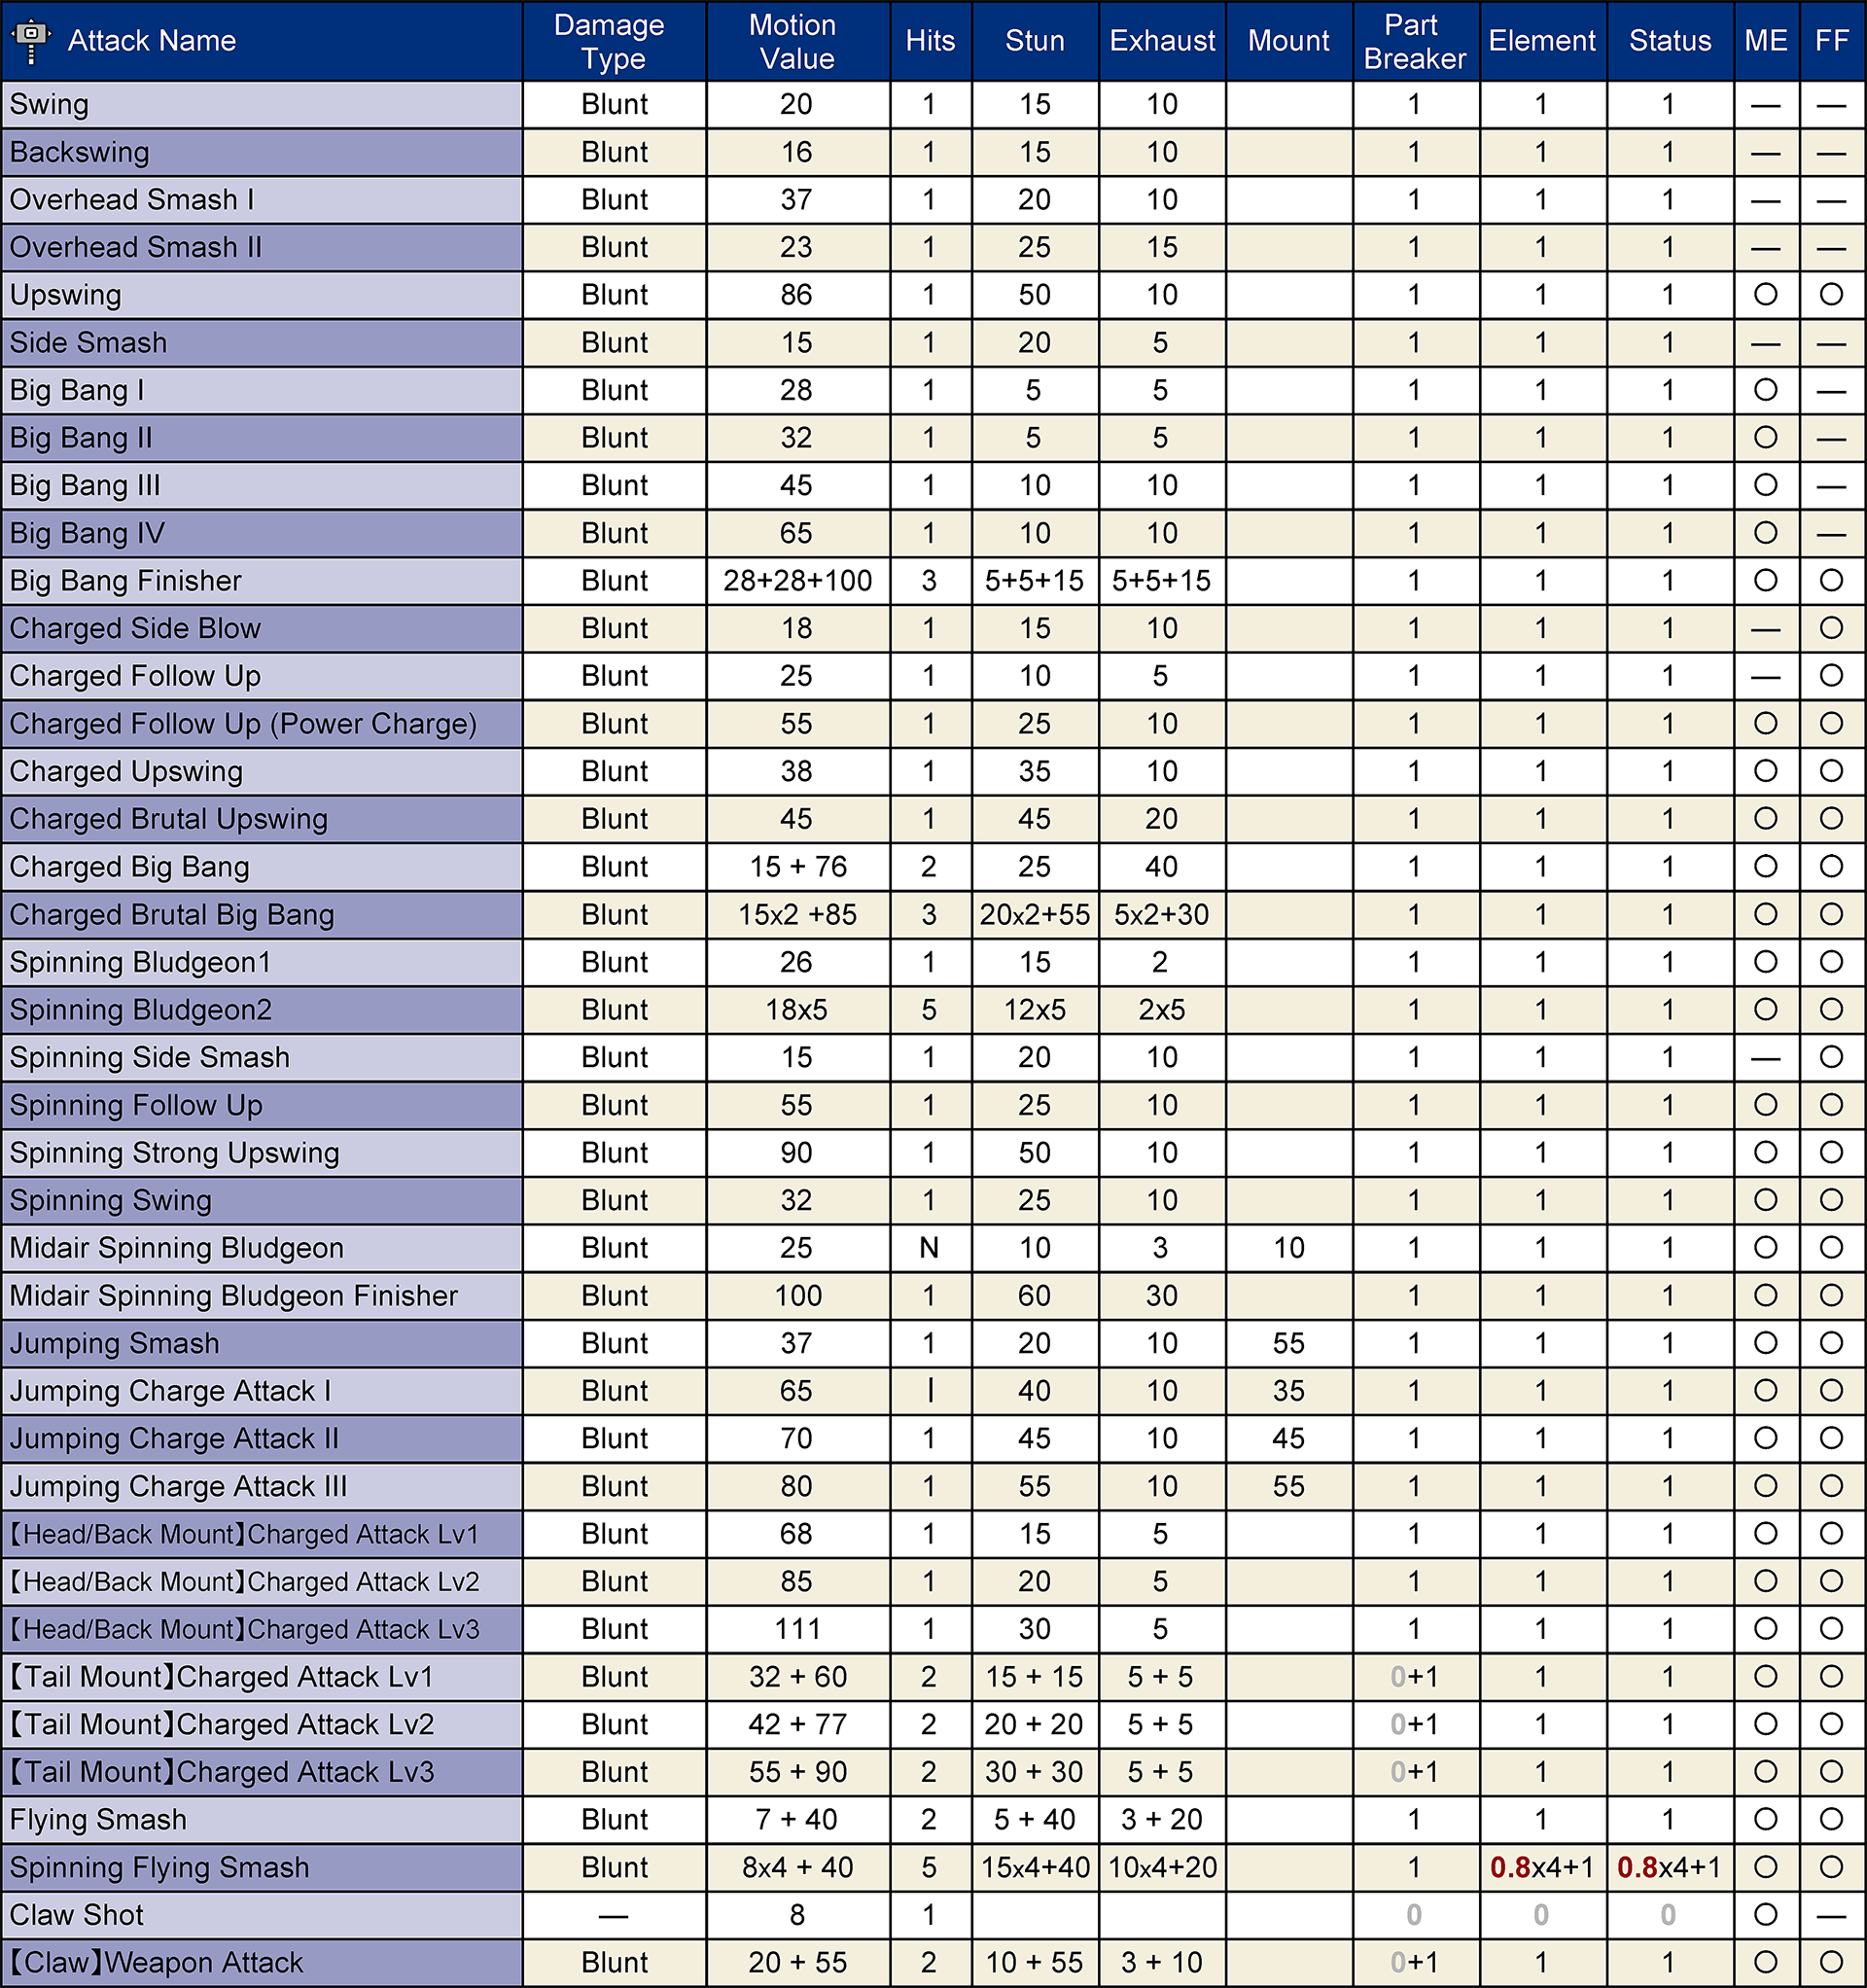 Attack Name Damage Type Motion Value Hits Stun Exhaust Mount Part Breaker Element Status ME FF
Swing Blunt 20 1 15 10 1 1 1 — —
Backswing Blunt 16 1 15 10 1 1 1 — —
Overhead Smash I Blunt 37 1 20 10 1 1 1 — —
Overhead Smash II Blunt 23 1 25 15 1 1 1 — —
Upswing Blunt 86 1 50 10 1 1 1 ○ ○
Side Smash Blunt 15 1 20 5 1 1 1 — —
Big Bang I Blunt 28 1 5 5 1 1 1 ○ —
Big Bang II Blunt 32 1 5 5 1 1 1 ○ —
Big Bang III Blunt 45 1 10 10 1 1 1 ○ —
Big Bang IV Blunt 65 1 10 10 1 1 1 ○ —
Big Bang Finisher Blunt 28+28+100 3 5+5+15 5+5+15 1 1 1 ○ ○
Charged Side Blow Blunt 18 1 15 10 1 1 1 — ○
Charged Follow Up Blunt 25 1 10 5 1 1 1 — ○
Charged Follow Up (Power Charge) Blunt 55 1 25 10 1 1 1 ○ ○
Charged Upswing Blunt 38 1 35 10 1 1 1 ○ ○
Charged Brutal Upswing Blunt 45 1 45 20 1 1 1 ○ ○
Charged Big Bang Blunt 15 + 76 2 25 40 1 1 1 ○ ○
Charged Brutal Big Bang Blunt 15x2 +85 3 20x2+55 5x2+30 1 1 1 ○ ○
Spinning Bludgeon1 Blunt 26 1 15 2 1 1 1 ○ ○
Spinning Bludgeon2 Blunt 18x5 5 12x5 2x5 1 1 1 ○ ○
Spinning Side Smash Blunt 15 1 20 10 1 1 1 — ○
Spinning Follow Up Blunt 55 1 25 10 1 1 1 ○ ○
Spinning Strong Upswing Blunt 90 1 50 10 1 1 1 ○ ○
Spinning Swing Blunt 32 1 25 10 1 1 1 ○ ○
Midair Spinning Bludgeon Blunt 25 N 10 3 10 1 1 1 ○ ○
Midair Spinning Bludgeon Finisher Blunt 100 1 60 30 1 1 1 ○ ○
Jumping Smash Blunt 37 1 20 10 55 1 1 1 ○ ○
Jumping Charge Attack I Blunt 65 l 40 10 35 1 1 1 ○ ○
Jumping Charge Attack II Blunt 70 1 45 10 45 1 1 1 ○ ○
Jumping Charge Attack III Blunt 80 1 55 10 55 1 1 1 ○ ○
【Head/Back Mount】Charged Attack Lv1 Blunt 68 1 15 5 1 1 1 ○ ○
【Head/Back Mount】Charged Attack Lv2 Blunt 85 1 20 5 1 1 1 ○ ○
【Head/Back Mount】Charged Attack Lv3 Blunt 111 1 30 5 1 1 1 ○ ○
【Tail Mount】Charged Attack Lv1 Blunt 32 + 60 2 15 + 15 5 + 5 0+1 1 1 ○ ○
【Tail Mount】Charged Attack Lv2 Blunt 42 + 77 2 20 + 20 5 + 5 0+1 1 1 ○ ○
【Tail Mount】Charged Attack Lv3 Blunt 55 + 90 2 30 + 30 5 + 5 0+1 1 1 ○ ○
Flying Smash Blunt 7 + 40 2 5 + 40 3 + 20 1 1 1 ○ ○
Spinning Flying Smash Blunt 8x4 + 40 5 15x4+40 10x4+20 1 0.8x4+1 0.8x4+1 ○ ○
Claw Shot — 8 1 0 0 0 ○ —
【Claw】Weapon Attack Blunt 20 + 55 2 10 + 55 3 + 10 0+1 1 1 ○ ○